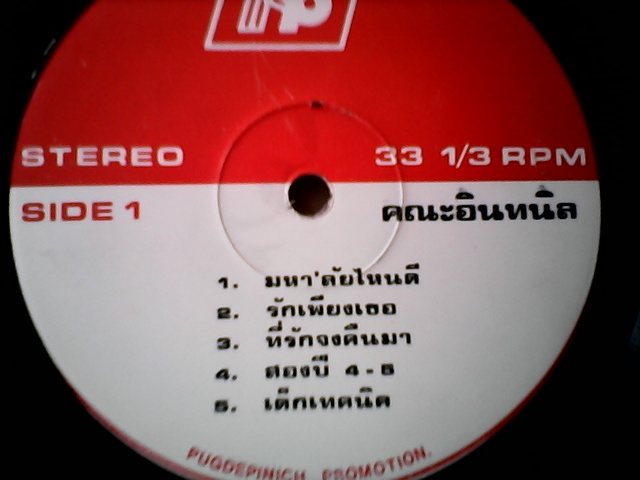 STEREO 33 1/3 RPM
SIDE 1 คณะอินทนิล
1. มหา'ลัยไหนดี
2. รักเพียงเธอ
3. ที่รักจงคืนมา
4. สองปี 4-5
5. เด็กเทคนิค
PUGDEPINICH PROMOTION.